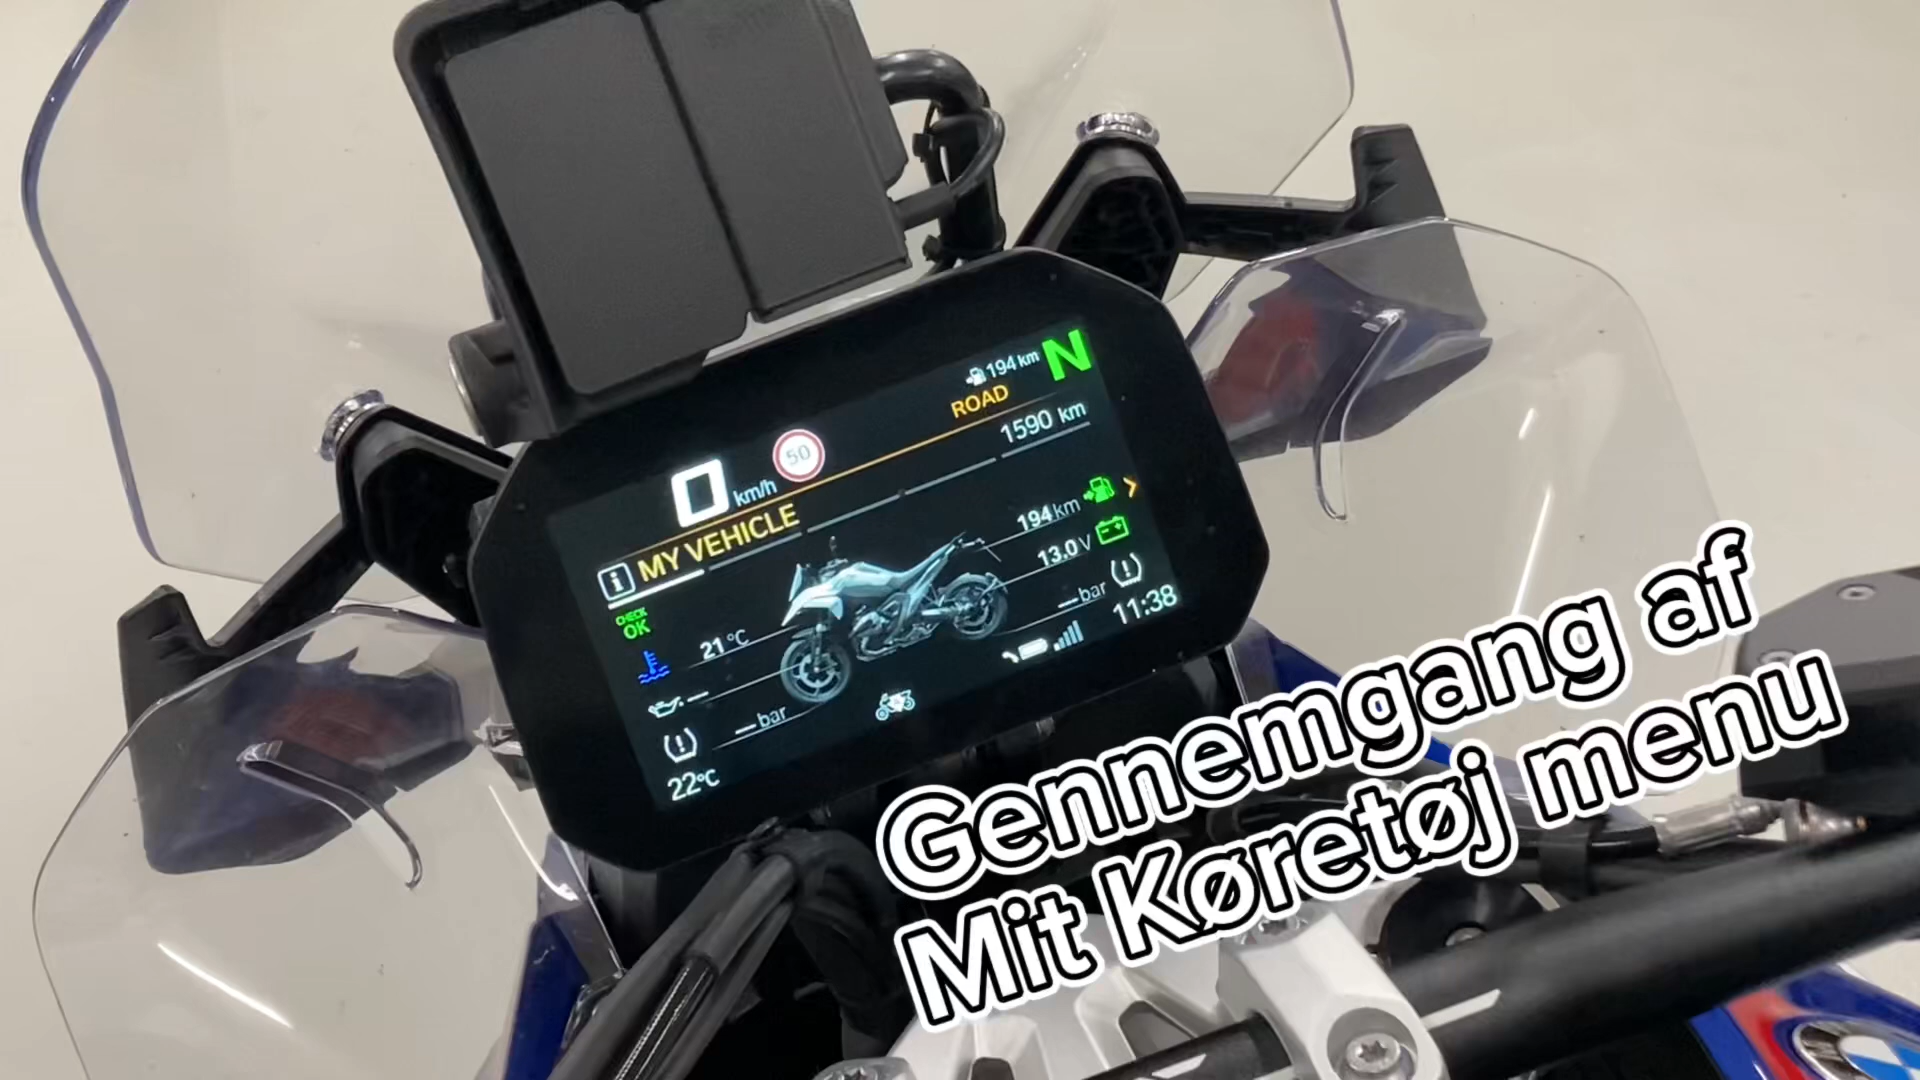 194 km N
ROAD
0 km/h 50
1590 km
i MY VEHICLE
CHECK
OK
21 °C
194 km
13.0 V
--- bar
--- bar
11:38
22°C
Gennemgang af
Mit Køretøj menu